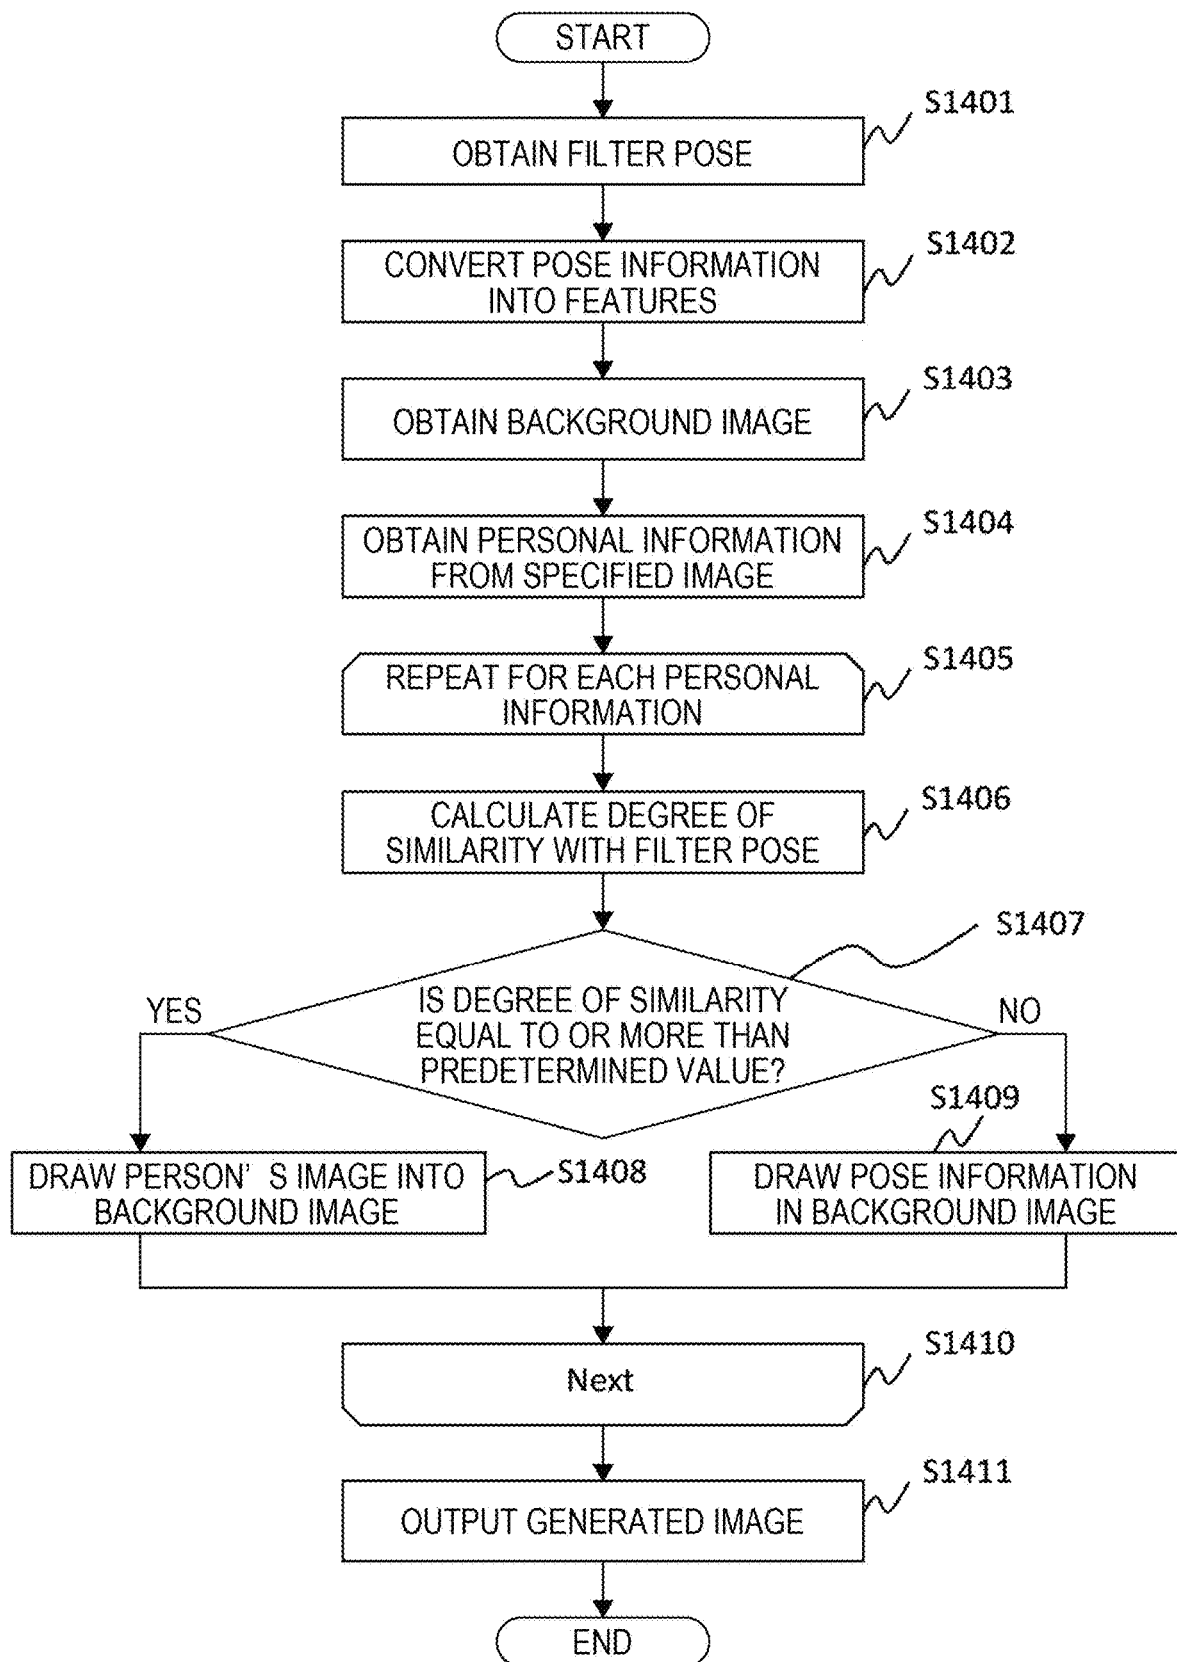 START
S1401
OBTAIN FILTER POSE
S1402
CONVERT POSE INFORMATION
INTO FEATURES
S1403
OBTAIN BACKGROUND IMAGE
S1404
OBTAIN PERSONAL INFORMATION
FROM SPECIFIED IMAGE
S1405
REPEAT FOR EACH PERSONAL
INFORMATION
S1406
CALCULATE DEGREE OF
SIMILARITY WITH FILTER POSE
S1407
YES
IS DEGREE OF SIMILARITY
EQUAL TO OR MORE THAN
PREDETERMINED VALUE?
NO
S1409
DRAW PERSON' S IMAGE INTO
BACKGROUND IMAGE
S1408
DRAW POSE INFORMATION
IN BACKGROUND IMAGE
S1410
Next
S1411
OUTPUT GENERATED IMAGE
END